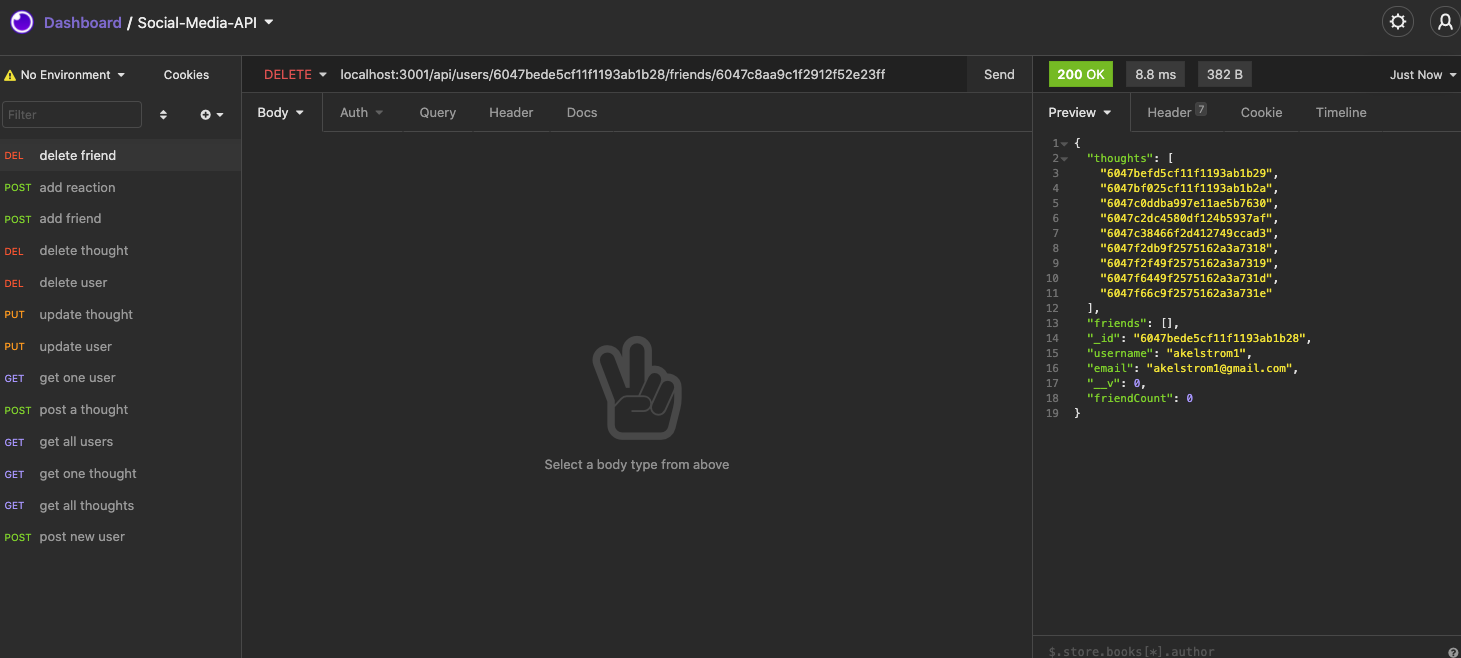 Dashboard / Social-Media-API
No Environment Cookies
Filter
DEL delete friend
POST add reaction
POST add friend
DEL delete thought
DEL delete user
PUT update thought
PUT update user
GET get one user
POST post a thought
GET get all users
GET get one thought
GET get all thoughts
POST post new user
DELETE localhost:3001/api/users/6047bede5cf11f1193ab1b28/friends/6047c8aa9c1f2912f52e23ff Send
Body Auth Query Header Docs
Select a body type from above
200 OK 8.8 ms 382 B Just Now
Preview Header 7 Cookie Timeline
1 {
2 "thoughts": [
3 "6047befd5cf11f1193ab1b29",
4 "6047bf025cf11f1193ab1b2a",
5 "6047c0ddba997e11ae5b7630",
6 "6047c2dc4580df124b5937af",
7 "6047c38466f2d412749ccad3",
8 "6047f2db9f2575162a3a7318",
9 "6047f2f49f2575162a3a7319",
10 "6047f6449f2575162a3a731d",
11 "6047f66c9f2575162a3a731e"
12 ],
13 "friends": [],
14 "_id": "6047bede5cf11f1193ab1b28",
15 "username": "akelstrom1",
16 "email": "akelstrom1@gmail.com",
17 "__v": 0,
18 "friendCount": 0
19 }
$.store.books[*].author